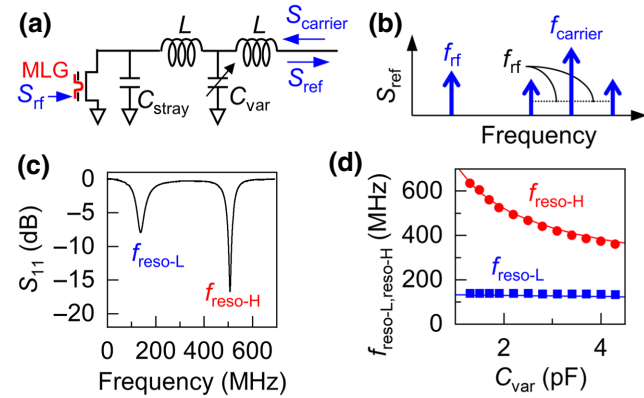 (a)
L
L
S_carrier
S_ref
MLG
S_rf
C_stray
C_var
(b)
S_ref
f_rf
f_rf
f_carrier
Frequency
(c)
S_11 (dB)
0
−5
−10
−15
−20
f_reso-L
f_reso-H
0 200 400 600
Frequency (MHz)
(d)
f_reso-L,reso-H (MHz)
600
400
200
0
f_reso-H
f_reso-L
2 4
C_var (pF)